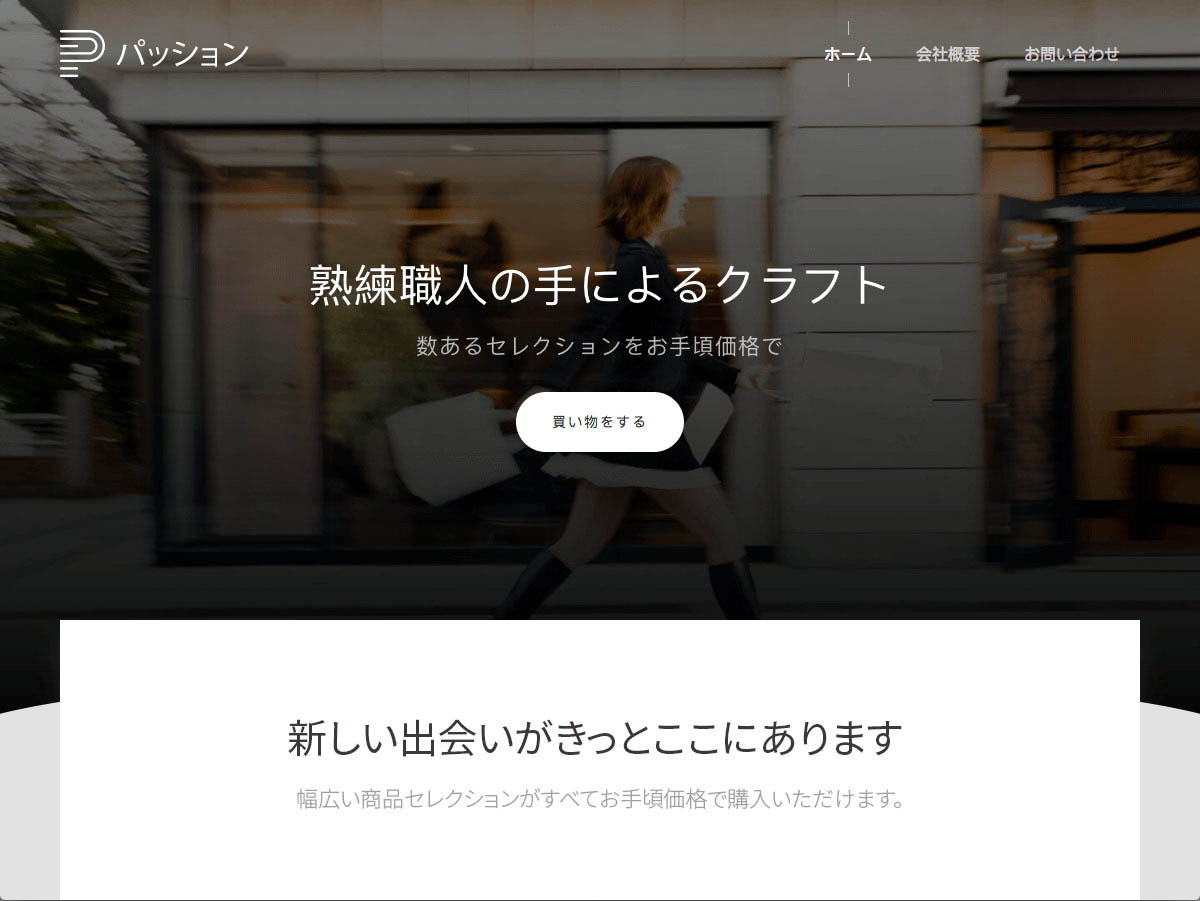 パッション
ホーム
会社概要
お問い合わせ
熟練職人の手によるクラフト
数あるセレクションをお手頃価格で
買い物をする
新しい出会いがきっとここにあります
幅広い商品セレクションがすべてお手頃価格で購入いただけます。